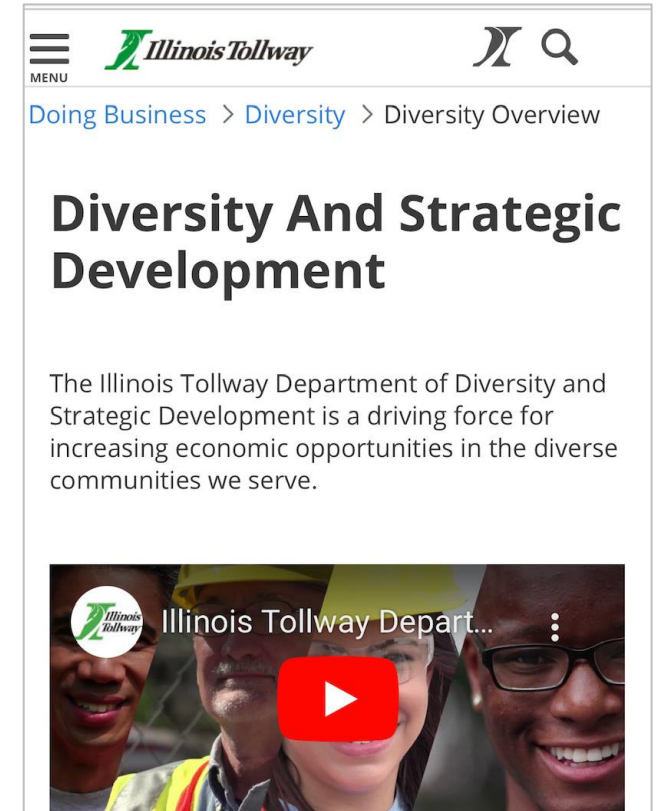 Illinois Tollway
MENU
Doing Business > Diversity > Diversity Overview
Diversity And Strategic
Development
The Illinois Tollway Department of Diversity and
Strategic Development is a driving force for
increasing economic opportunities in the diverse
communities we serve.
Illinois
Tollway
Illinois Tollway Depart...